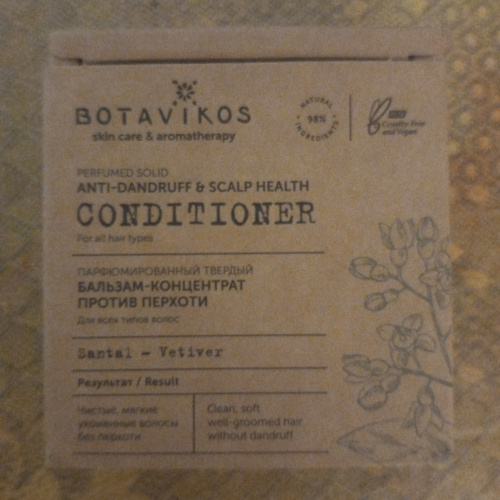 BOTAVIKOS
skin care & aromatherapy
NATURAL
98%
INGREDIENTS
Cruelty Free
and Vegan
PERFUMED SOLID
ANTI-DANDRUFF & SCALP HEALTH
CONDITIONER
For all hair types
ПАРФЮМИРОВАННЫЙ ТВЕРДЫЙ
БАЛЬЗАМ-КОНЦЕНТРАТ
ПРОТИВ ПЕРХОТИ
Для всех типов волос
Santal - Vetiver
Результат / Result
Чистые, мягкие
ухоженные волосы
без перхоти
Clean, soft
well-groomed hair
without dandruff